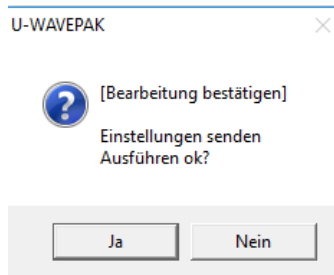 U-WAVEPAK
[Bearbeitung bestätigen]
Einstellungen senden
Ausführen ok?
Ja
Nein